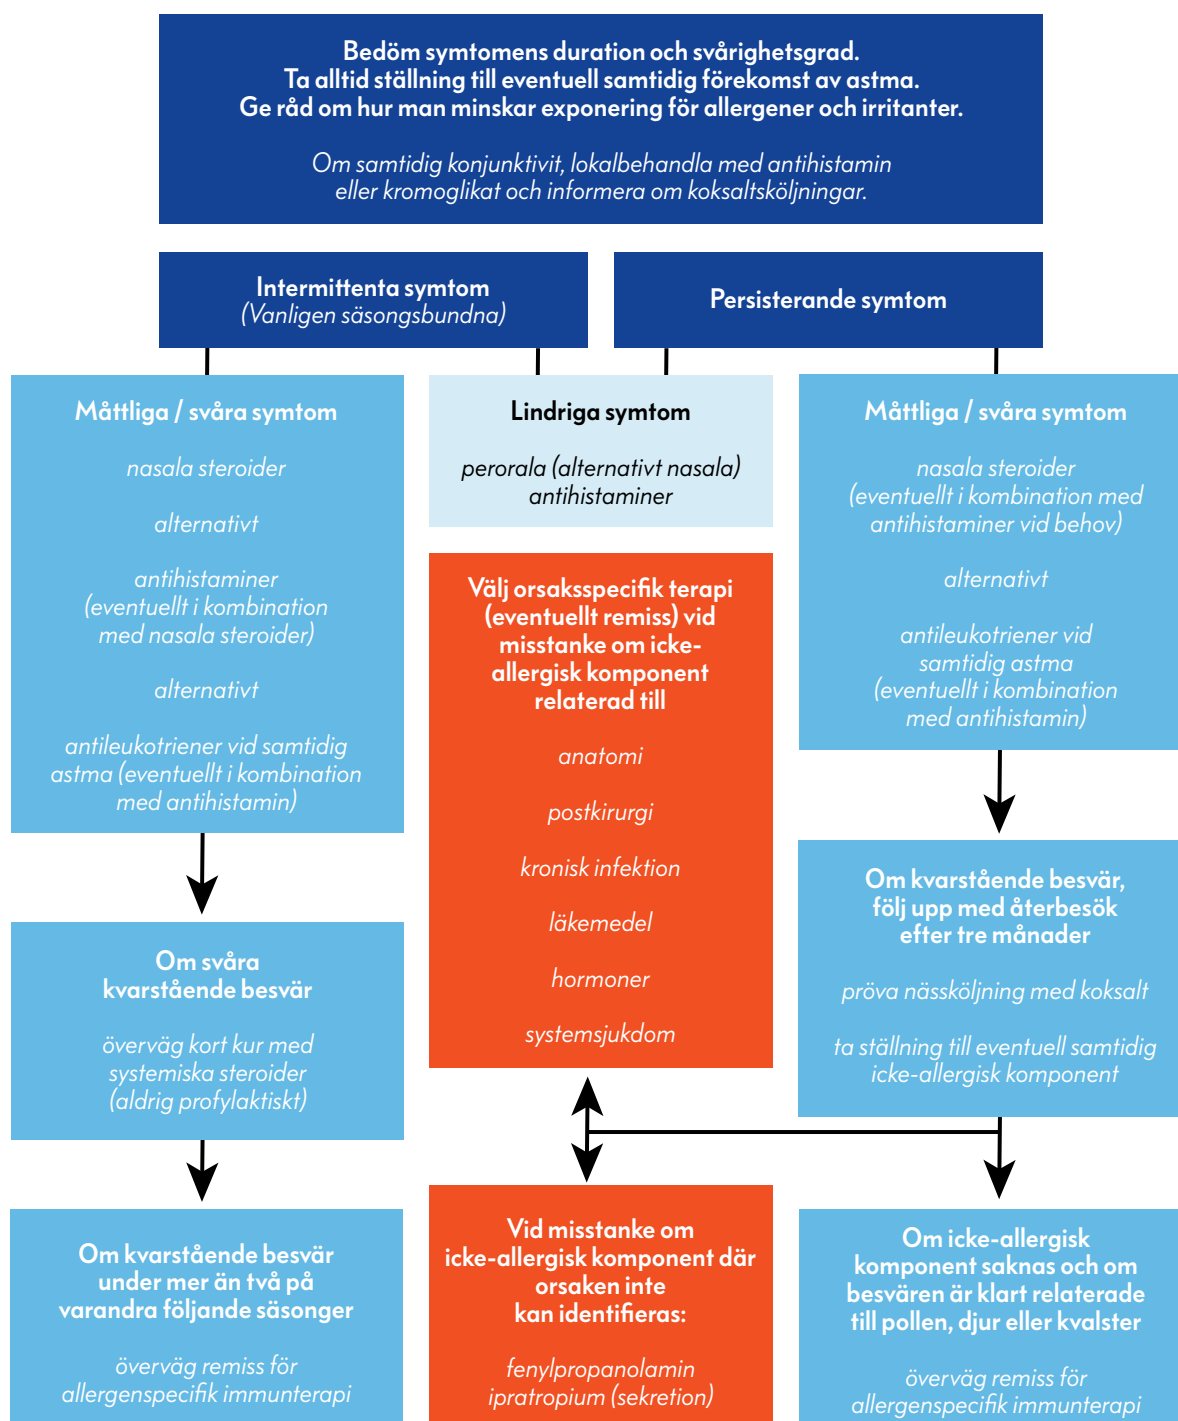 Bedöm symtomens duration och svårighetsgrad.
Ta alltid ställning till eventuell samtidig förekomst av astma.
Ge råd om hur man minskar exponering för allergener och irritanter.
Om samtidig konjunktivit, lokalbehandla med antihistamin
eller kromoglikat och informera om koksaltsköljningar.
Intermittenta symtom
(Vanligen säsongsbundna)
Persisterande symtom
Måttliga / svåra symtom
nasala steroider
alternativt
antihistaminer
(eventuellt i kombination
med nasala steroider)
alternativt
antileukotriener vid samtidig
astma (eventuellt i kombination
med antihistamin)
Lindriga symtom
perorala (alternativt nasala)
antihistaminer
Måttliga / svåra symtom
nasala steroider
(eventuellt i kombination med
antihistaminer vid behov)
alternativt
antileukotriener vid
samtidig astma
(eventuellt i kombination
med antihistamin)
Välj orsaksspecifik terapi
(eventuellt remiss) vid
misstanke om icke-
allergisk komponent
relaterad till
anatomi
postkirurgi
kronisk infektion
läkemedel
hormoner
systemsjukdom
Om kvarstående besvär,
följ upp med återbesök
efter tre månader
pröva nässköljning med koksalt
ta ställning till eventuell samtidig
icke-allergisk komponent
Om svåra
kvarstående besvär
överväg kort kur med
systemiska steroider
(aldrig profylaktiskt)
Om kvarstående besvär
under mer än två på
varandra följande säsonger
överväg remiss för
allergenspecifik immunterapi
Vid misstanke om
icke-allergisk komponent där
orsaken inte
kan identifieras:
fenylpropanolamin
ipratropium (sekretion)
Om icke-allergisk
komponent saknas och om
besvären är klart relaterade
till pollen, djur eller kvalster
överväg remiss för
allergenspecifik immunterapi